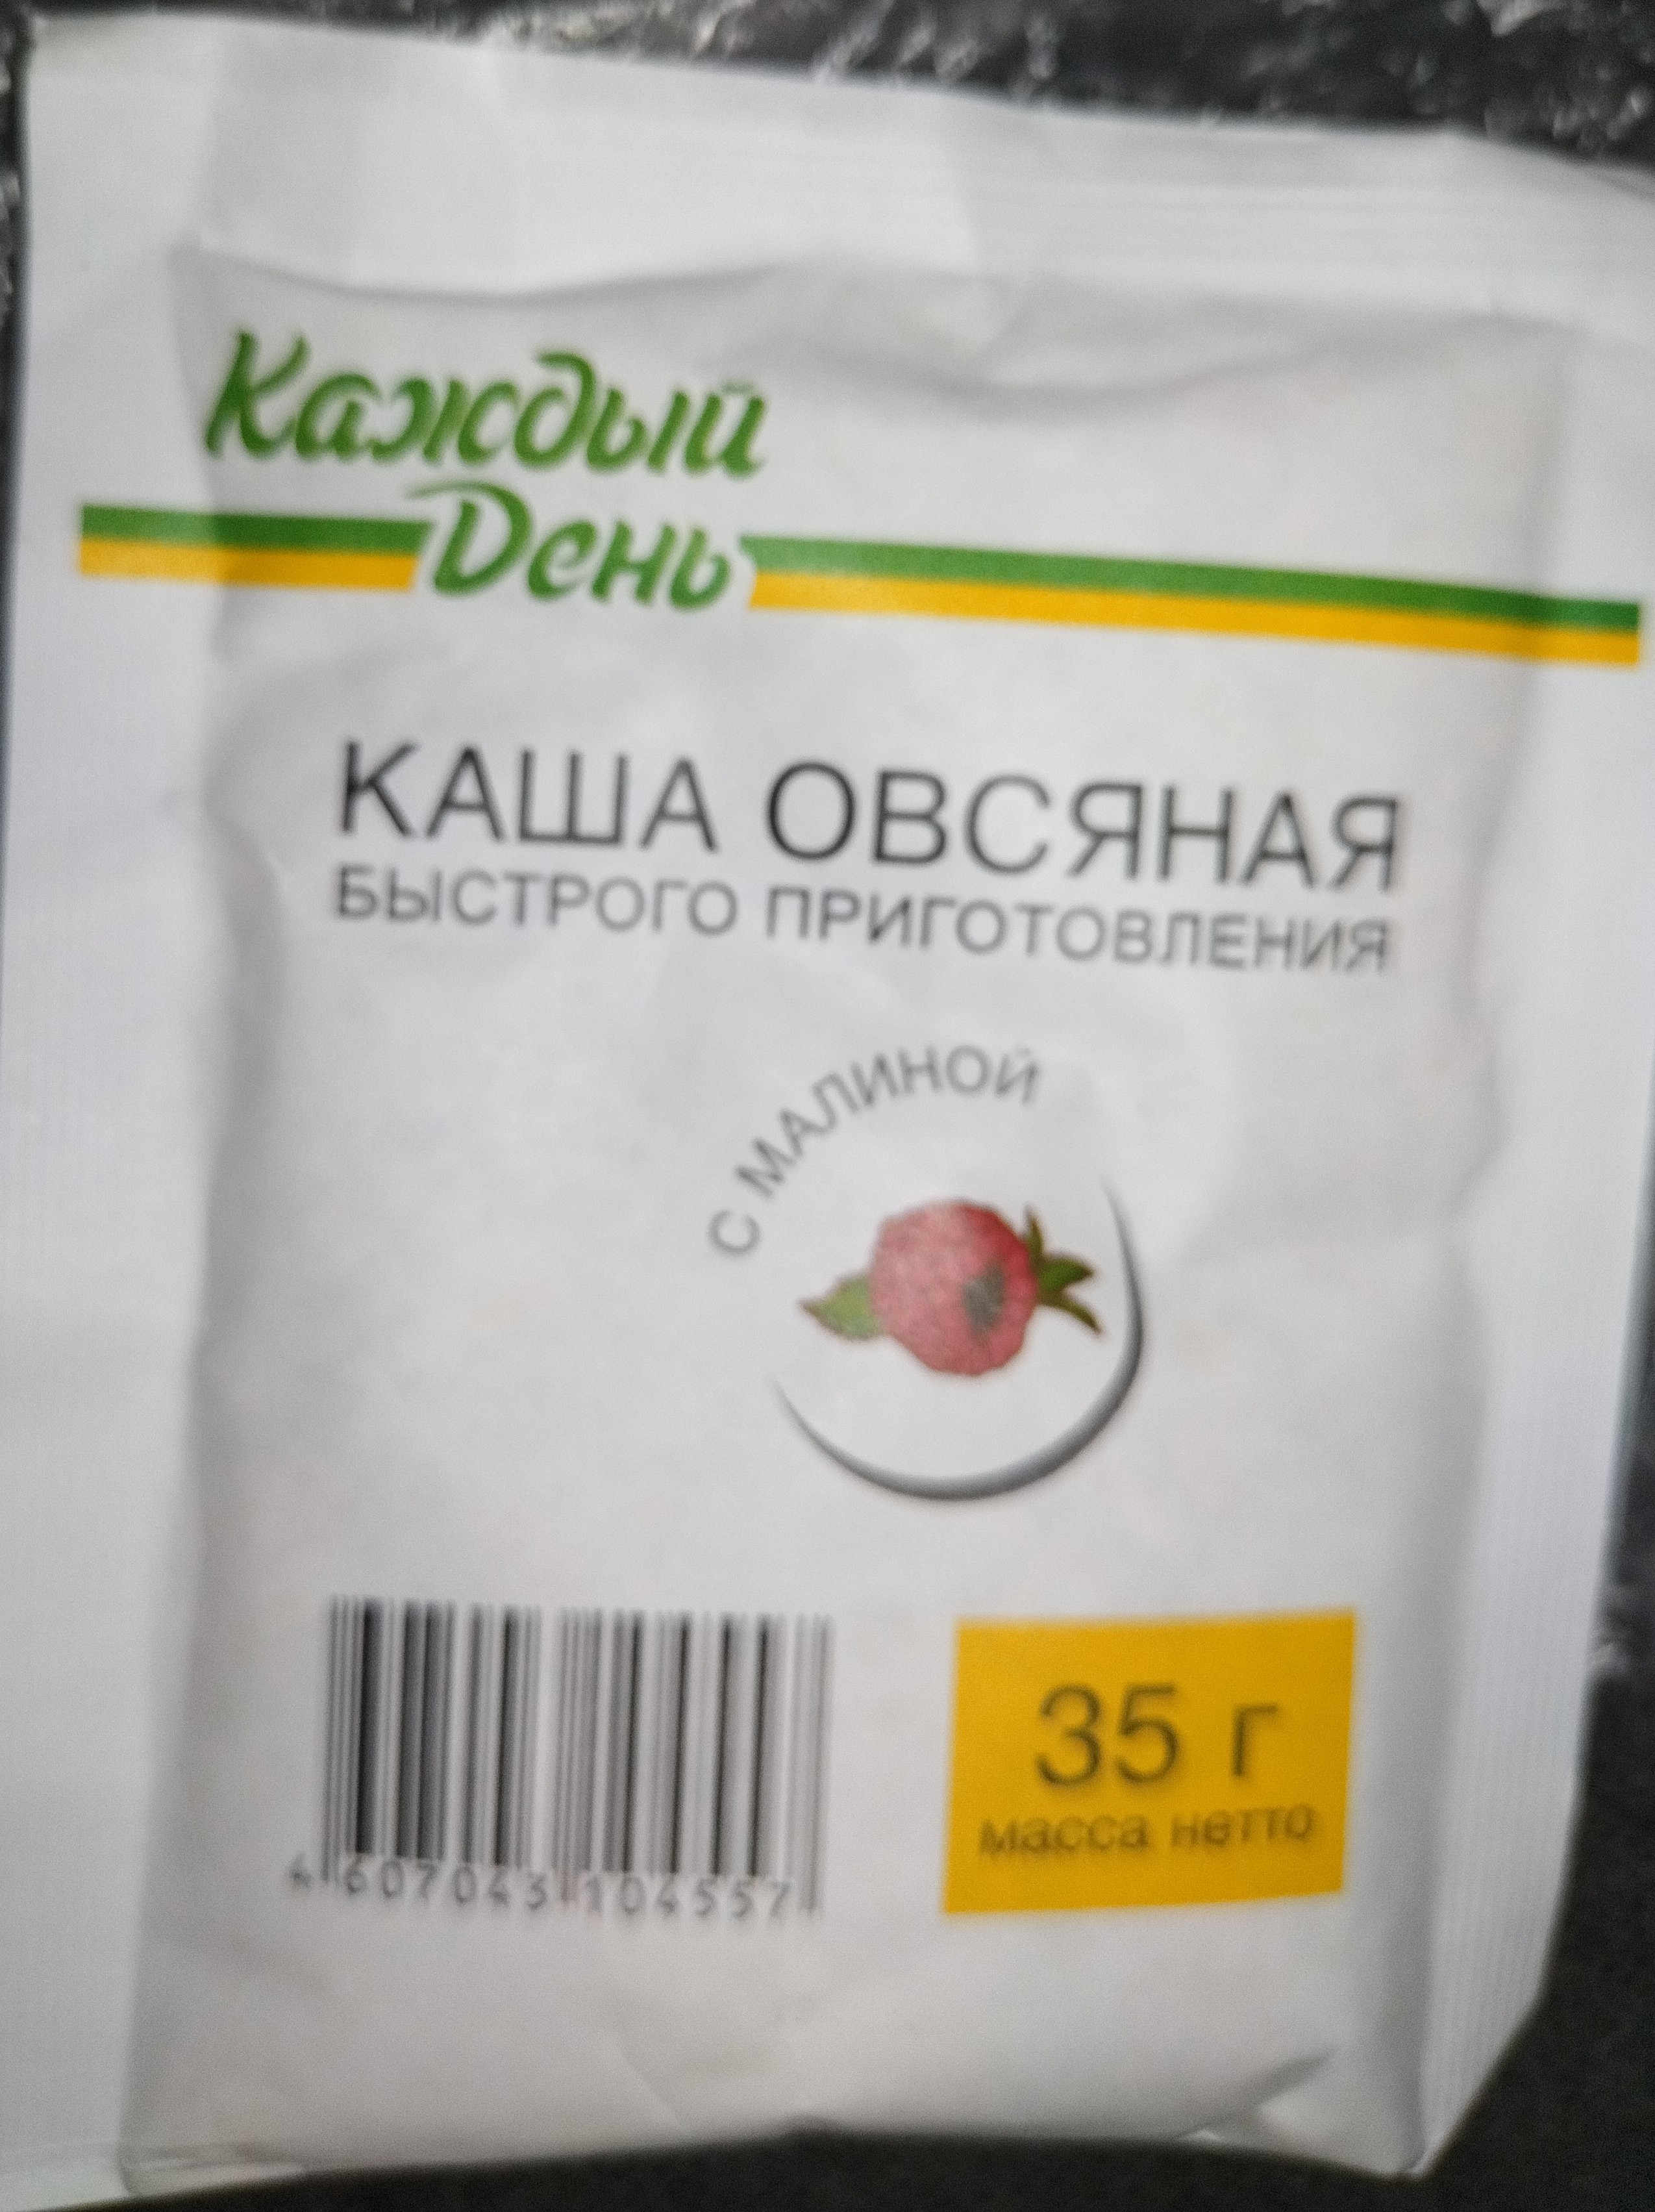 Каждый
День
КАША ОВСЯНАЯ
БЫСТРОГО ПРИГОТОВЛЕНИЯ
С МАЛИНОЙ
35 г
масса нетто
4 607043 104557